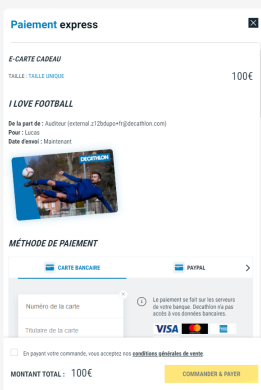 Paiement express
E-CARTE CADEAU
TAILLE : TAILLE UNIQUE
100€
I LOVE FOOTBALL
De la part de : Auditeur (external.z12bdupo+fr@decathlon.com)
Pour : Lucas
Date d'envoi : Maintenant
DECATHLON
MÉTHODE DE PAIEMENT
CARTE BANCAIRE
PAYPAL
Numéro de la carte
Titulaire de la carte
Le paiement se fait sur les serveurs
de votre banque. Decathlon n'a pas
accès à vos données bancaires.
VISA
En payant votre commande, vous acceptez nos conditions générales de vente.
MONTANT TOTAL : 100€
COMMANDER & PAYER